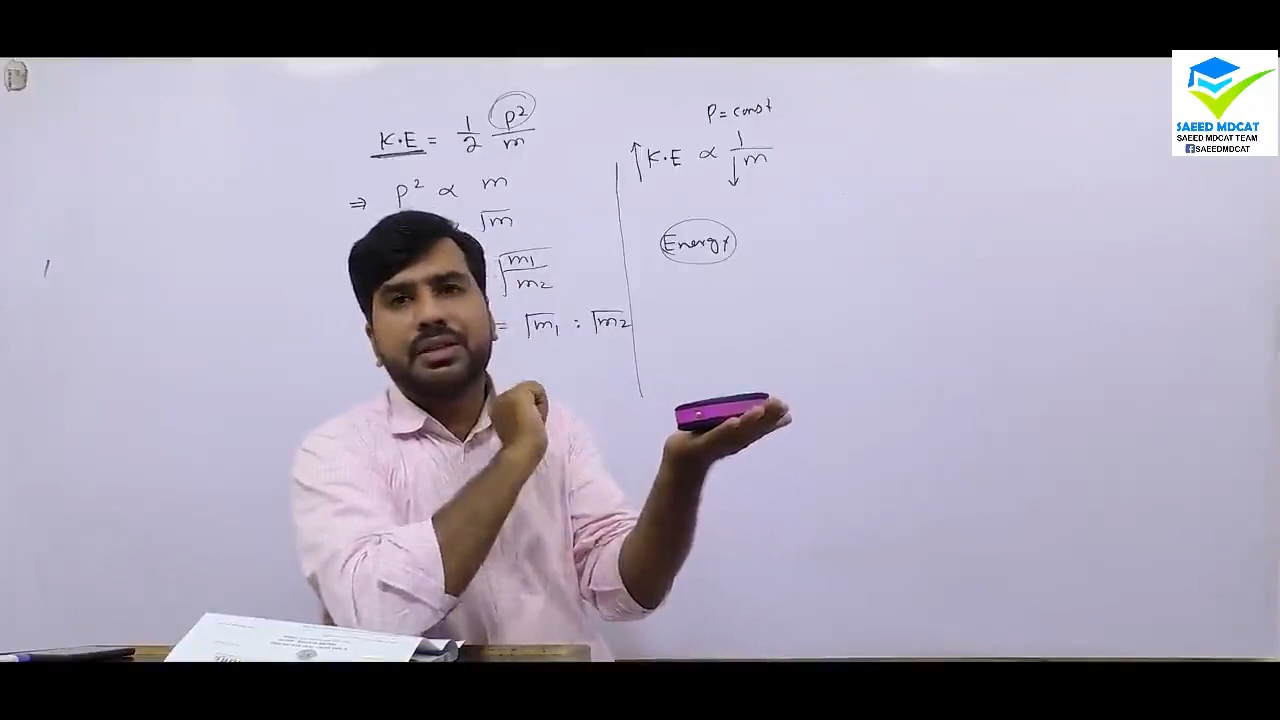 K.E = 1/2 P²/m
⇒ P² ∝ m
√m
√m1/m2
= √m1 : √m2
P = const
↑ K.E ∝ 1/↓m
Energy
SAEED MDCAT
SAEED MDCAT TEAM
SAEEDMDCAT